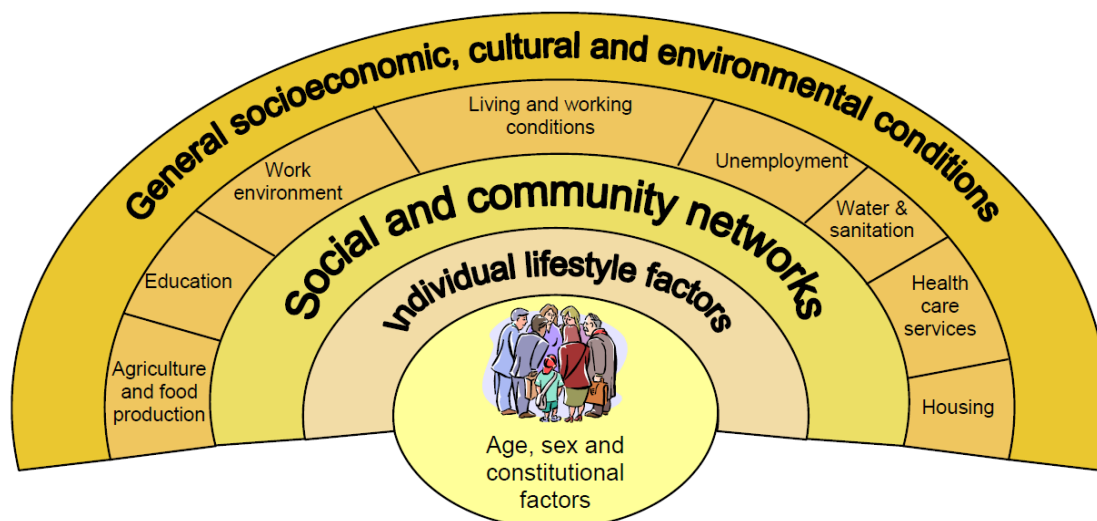 General socioeconomic, cultural and environmental conditions
Living and working
conditions
Work
environment
Unemployment
Water &
sanitation
Education
Health
care
services
Agriculture
and food
production
Housing
Social and community networks
Individual lifestyle factors
Age, sex and
constitutional
factors